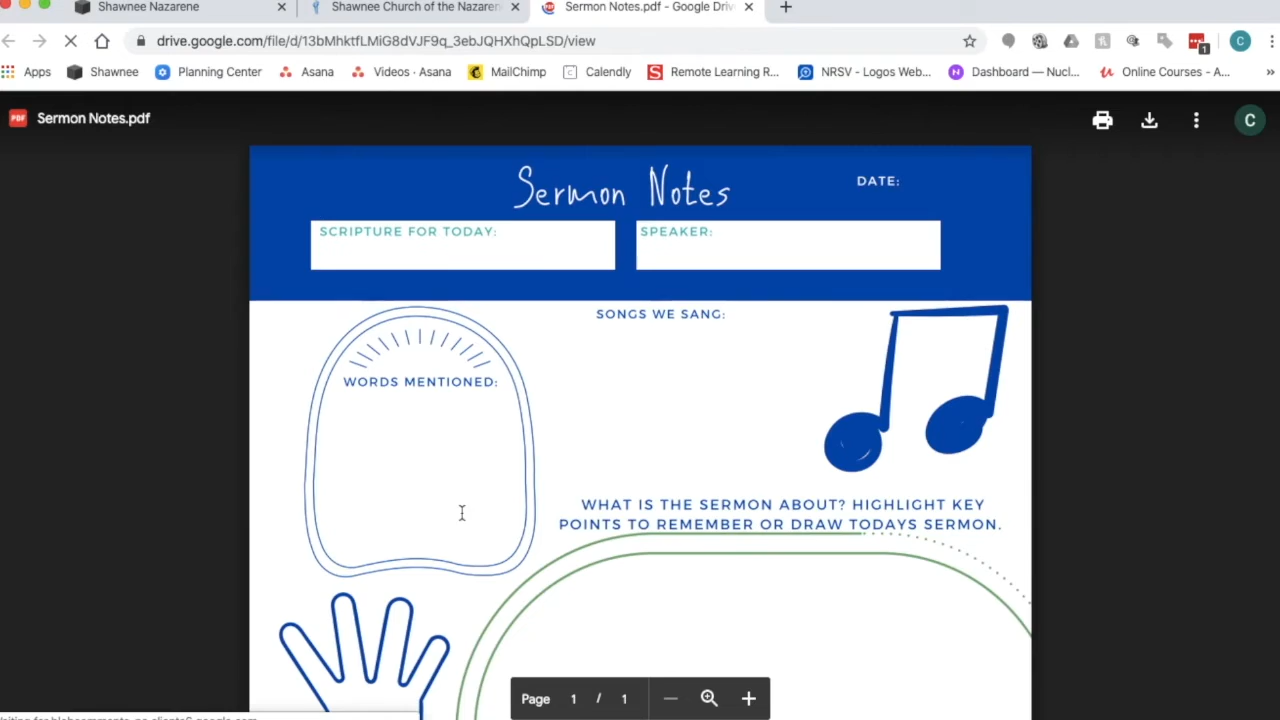 Shawnee Nazarene
Shawnee Church of the Nazaren
Sermon Notes.pdf - Google Driv
drive.google.com/file/d/13bMhktfLMiG8dVJF9q_3ebJQHXhQpLSD/view
Apps
Shawnee
Planning Center
Asana
Videos · Asana
MailChimp
Calendly
Remote Learning R...
NRSV - Logos Web...
Dashboard — Nucl...
Online Courses - A...
1
C
PDF
Sermon Notes.pdf
C
Sermon Notes
DATE:
SCRIPTURE FOR TODAY:
SPEAKER:
SONGS WE SANG:
WORDS MENTIONED:
WHAT IS THE SERMON ABOUT? HIGHLIGHT KEY
POINTS TO REMEMBER OR DRAW TODAYS SERMON.
Page 1 / 1